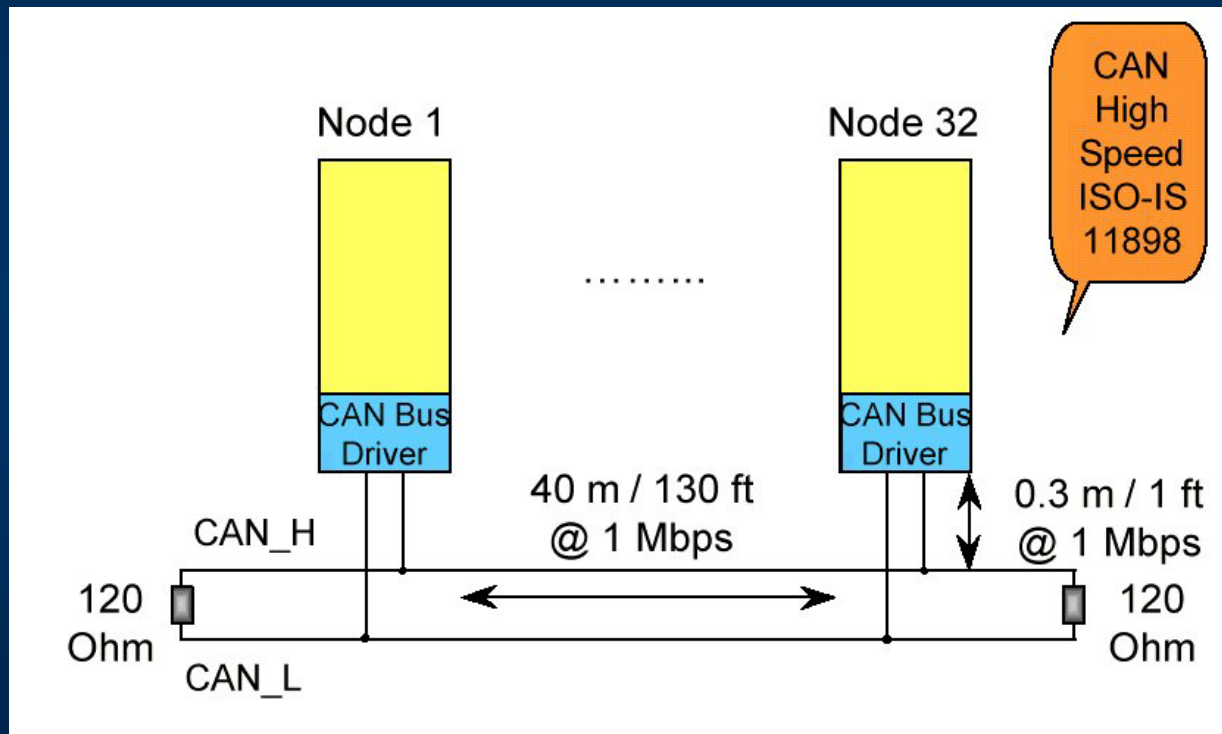 CAN
High
Speed
ISO-IS
11898
Node 1
Node 32
.........
CAN Bus
Driver
CAN Bus
Driver
40 m / 130 ft
@ 1 Mbps
0.3 m / 1 ft
@ 1 Mbps
CAN_H
120
Ohm
120
Ohm
CAN_L